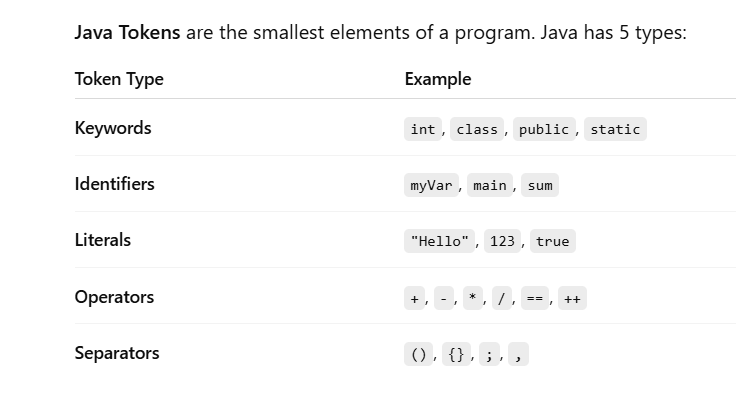 Java Tokens are the smallest elements of a program. Java has 5 types:
Token Type Example
Keywords int, class, public, static
Identifiers myVar, main, sum
Literals "Hello", 123, true
Operators +, -, *, /, ==, ++
Separators (), {}, ;, ,